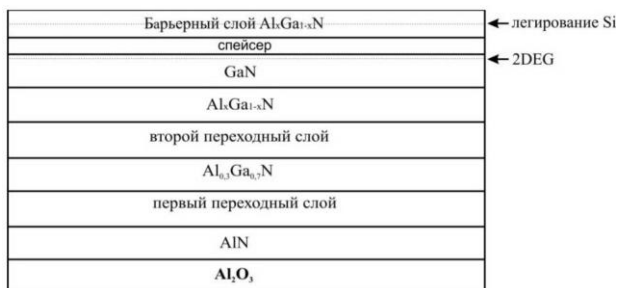 Барьерный слой AlₓGa₁₋ₓN
легирование Si
спейсер
2DEG
GaN
AlₓGa₁₋ₓN
второй переходный слой
Al₀,₃Ga₀,₇N
первый переходный слой
AlN
Al₂O₃